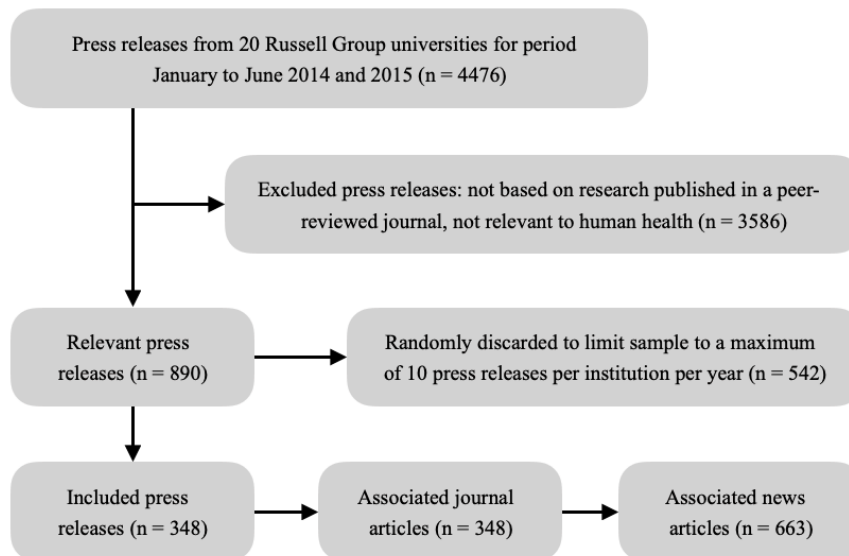 Press releases from 20 Russell Group universities for period
January to June 2014 and 2015 (n = 4476)
Excluded press releases: not based on research published in a peer-
reviewed journal, not relevant to human health (n = 3586)
Relevant press
releases (n = 890)
Randomly discarded to limit sample to a maximum
of 10 press releases per institution per year (n = 542)
Included press
releases (n = 348)
Associated journal
articles (n = 348)
Associated news
articles (n = 663)